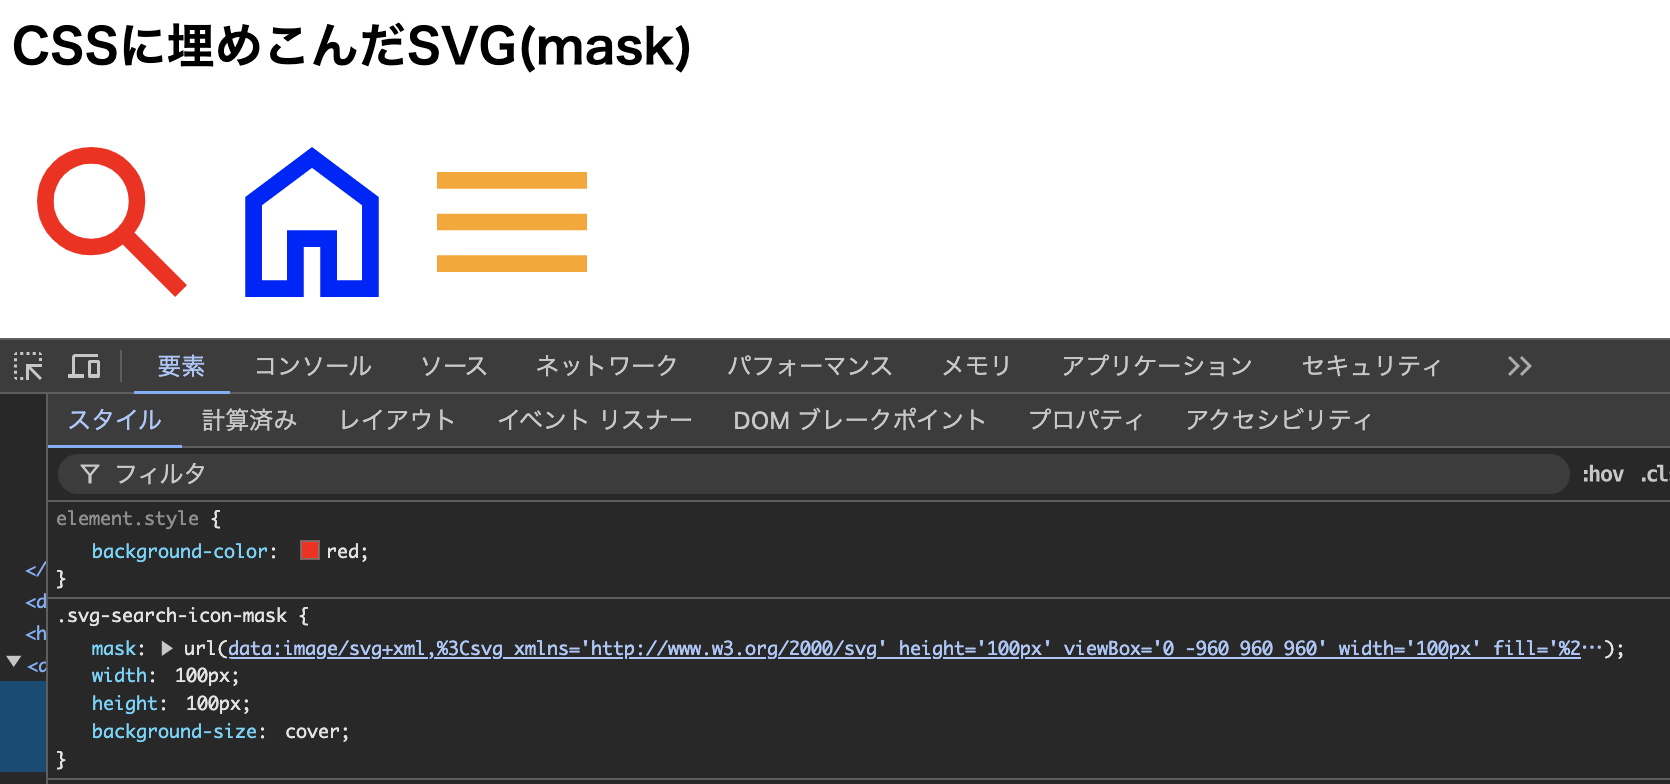 CSSに埋めこんだSVG(mask)
要素 コンソール ソース ネットワーク パフォーマンス メモリ アプリケーション セキュリティ
スタイル 計算済み レイアウト イベント リスナー DOM ブレークポイント プロパティ アクセシビリティ
フィルタ :hov .cls
element.style {
background-color: red;
}
.svg-search-icon-mask {
mask: url(data:image/svg+xml,%3Csvg xmlns='http://www.w3.org/2000/svg' height='100px' viewBox='0 -960 960 960' width='100px' fill='%2…);
width: 100px;
height: 100px;
background-size: cover;
}
</
<d
<h